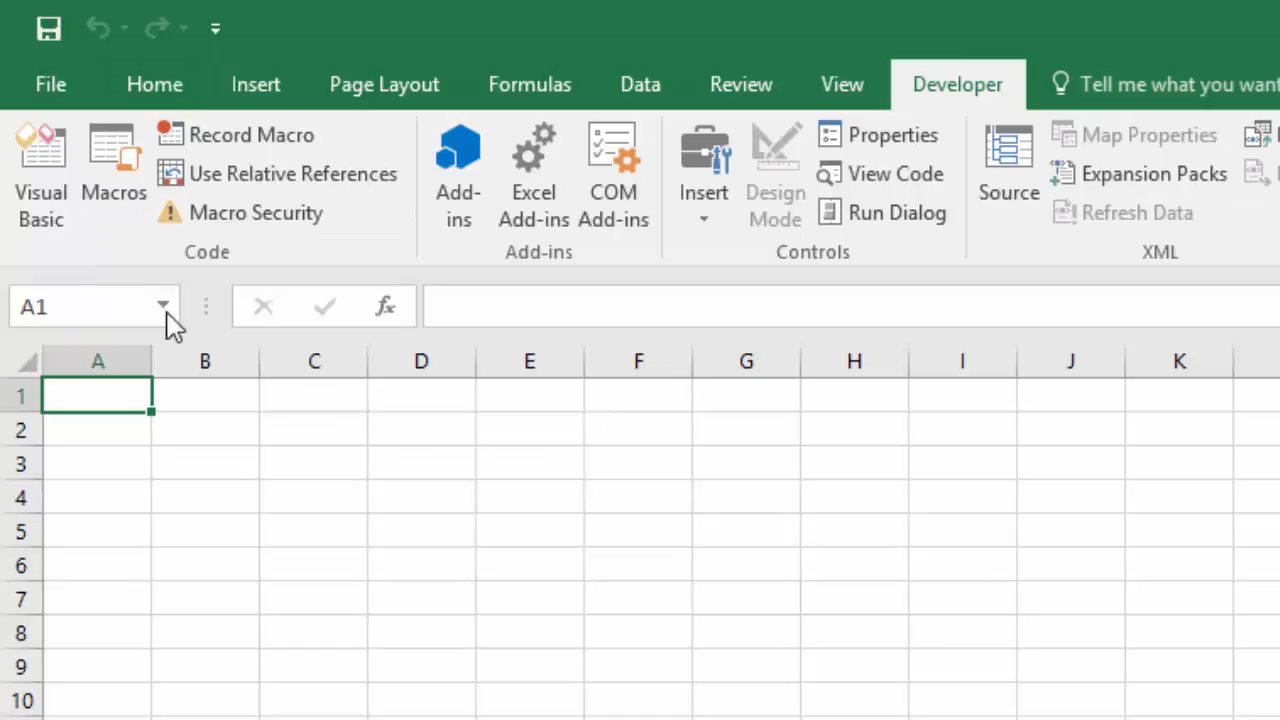 File Home Insert Page Layout Formulas Data Review View Developer Tell me what you want
Visual Basic
Macros
Record Macro
Use Relative References
Macro Security
Code
Add-ins
Excel Add-ins
COM Add-ins
Add-ins
Insert
Design Mode
Properties
View Code
Run Dialog
Controls
Source
Map Properties
Expansion Packs
Refresh Data
XML
A1 fx
A B C D E F G H I J K
1
2
3
4
5
6
7
8
9
10